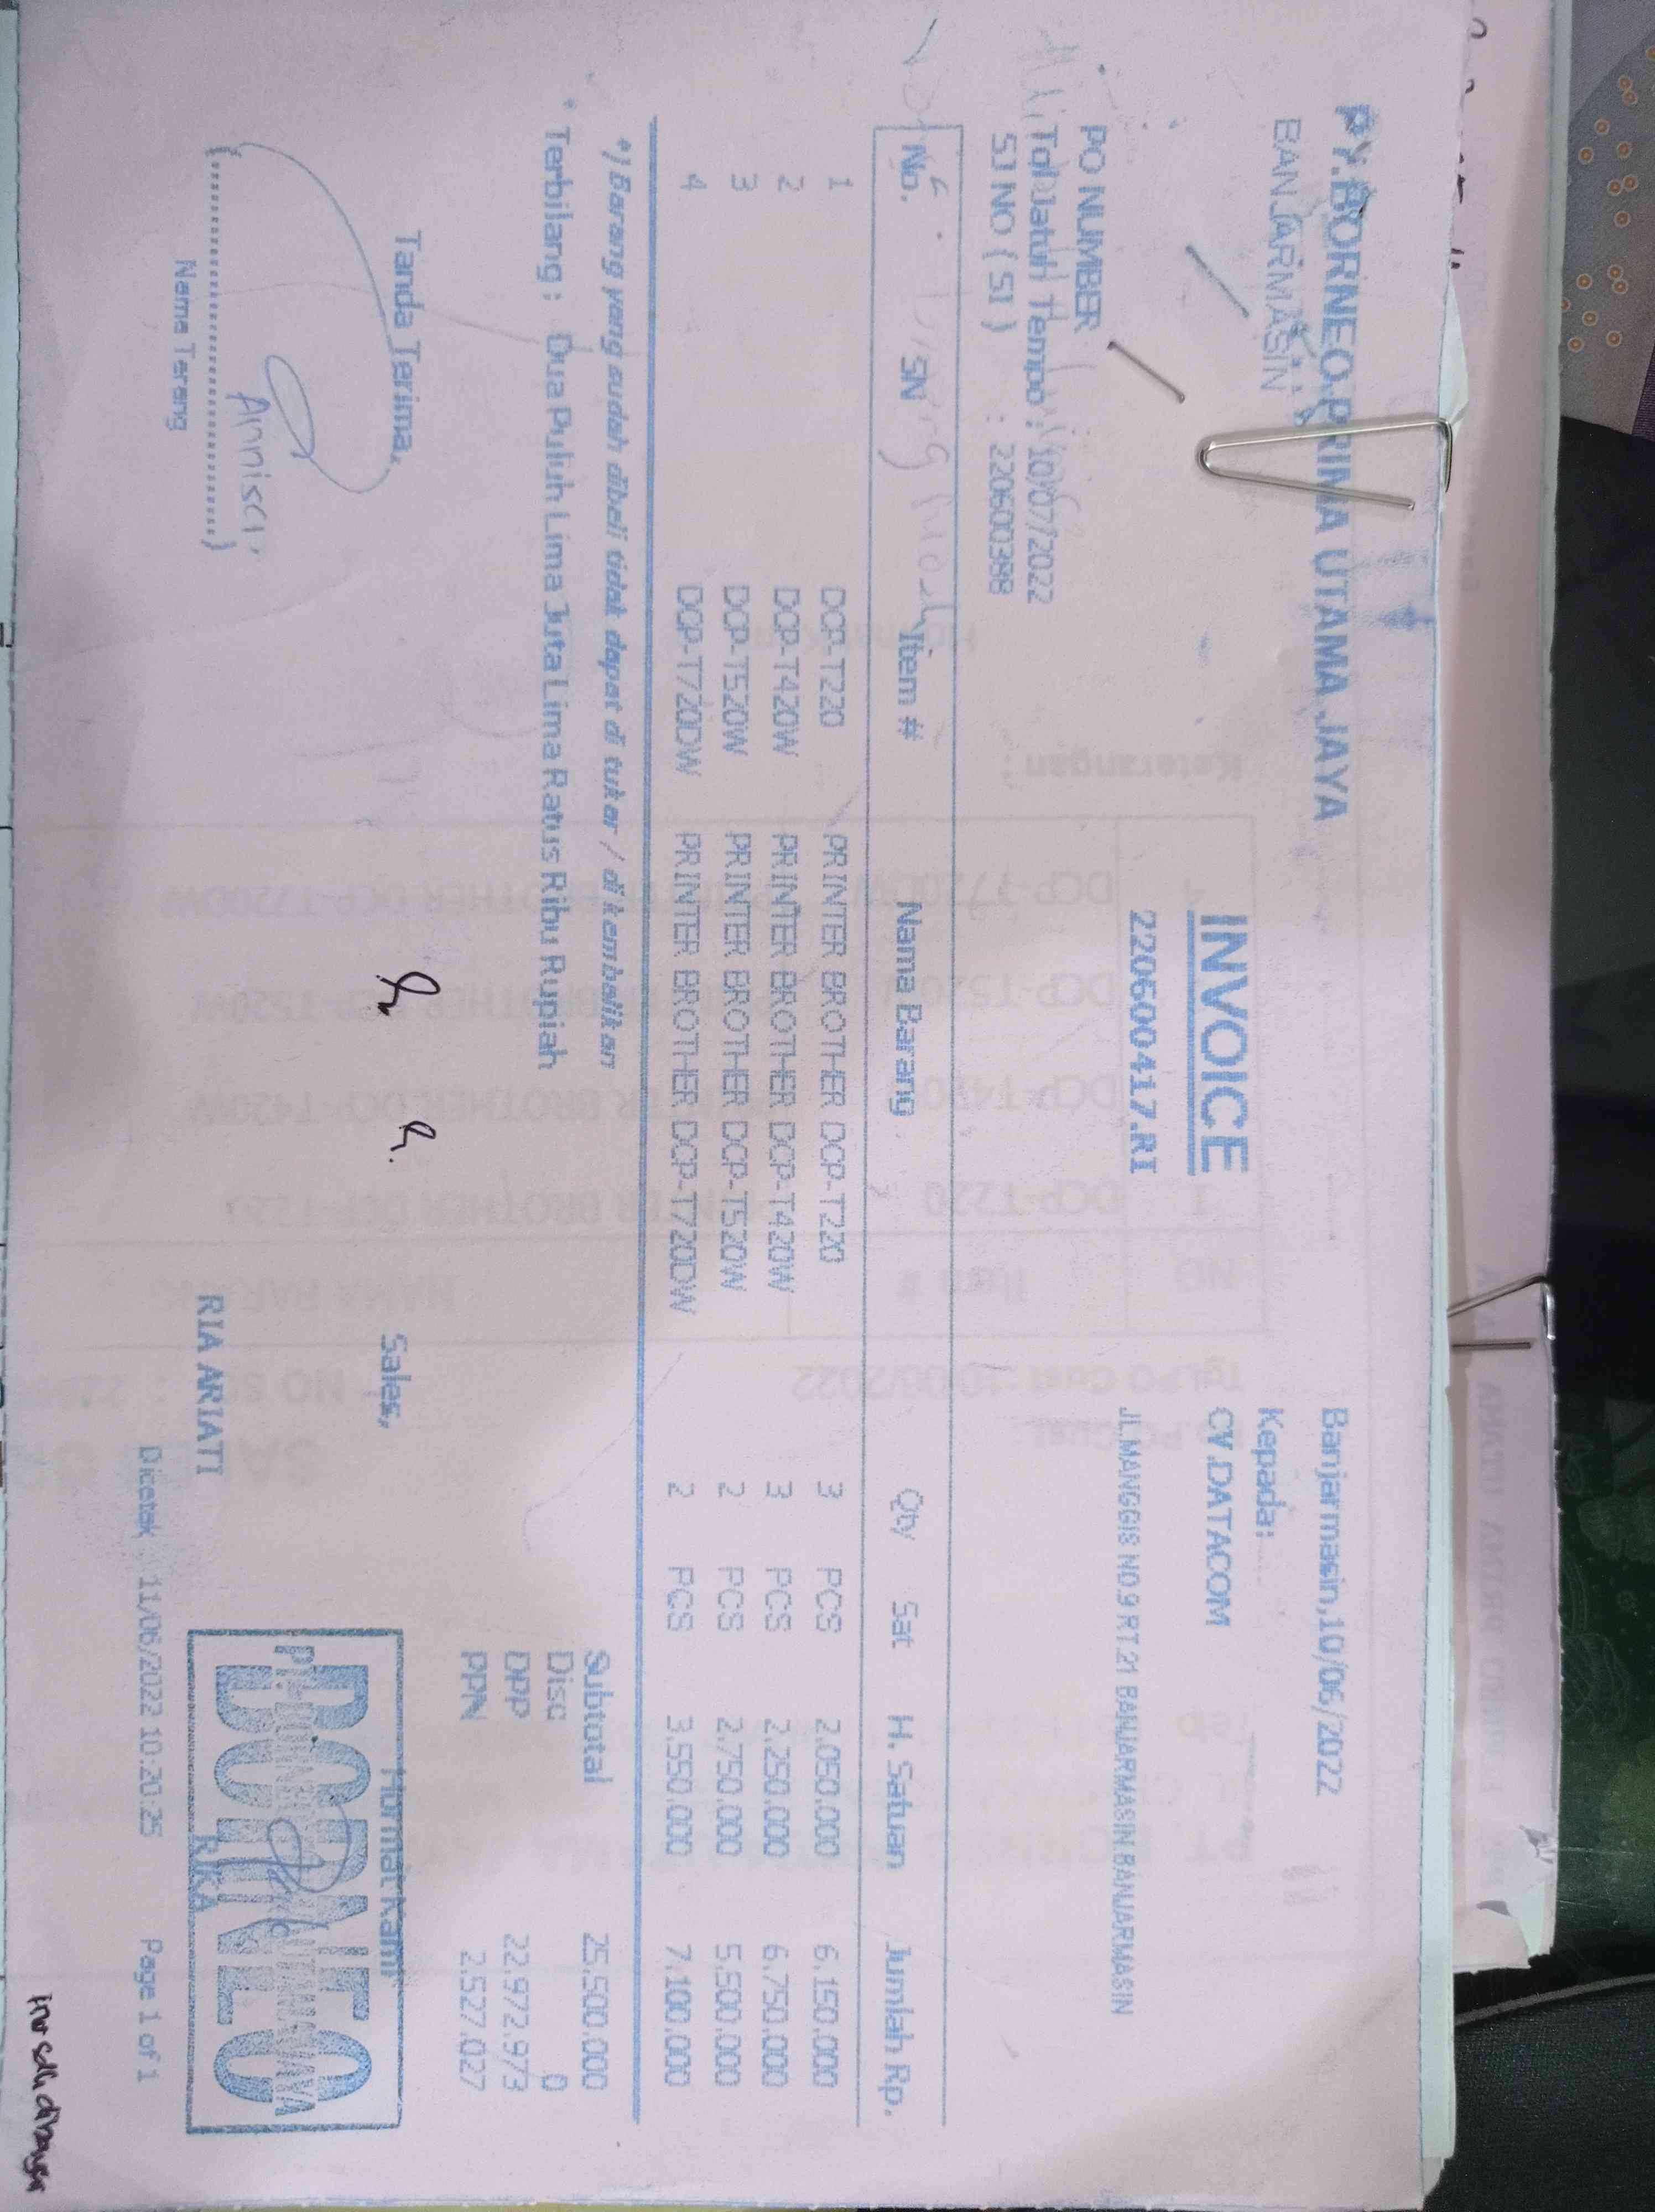 PT.BORNEO PRIMA UTAMA JAYA
BANJARMASIN
Banjarmasin,10/06/2022
Kepada:
CV.DATACOM
JL.MANGGIS NO.9 RT.21 BANJARMASIN BANJARMASIN
INVOICE
220600417.RI
PO NUMBER
Tgl Jatuh Tempo : 10/07/2022
SJ NO ( SI ) : 220600388
No. SN Item # Nama Barang Qty Sat H. Satuan Jumlah Rp.
1 DCP-T220 PRINTER BROTHER DCP-T220 3 PCS 2.050.000 6.150.000
2 DCP-T420W PRINTER BROTHER DCP-T420W 3 PCS 2.250.000 6.750.000
3 DCP-T520W PRINTER BROTHER DCP-T520W 2 PCS 2.750.000 5.500.000
4 DCP-T720DW PRINTER BROTHER DCP-T720DW 2 PCS 3.550.000 7.100.000
*) Barang yang sudah dibeli tidak dapat di tukar / di kembalikan
Terbilang : Dua Puluh Lima Juta Lima Ratus Ribu Rupiah
Subtotal 25.500.000
Disc 0
DPP 22.972.973
PPN 2.527.027
Tanda Terima,
Sales,
Hormat Kami
Annisa
(..............................)
Nama Terang
RIA ARIATI
BORNEO
RIKA
Dicetak : 11/06/2022 10:20:25 Page 1 of 1